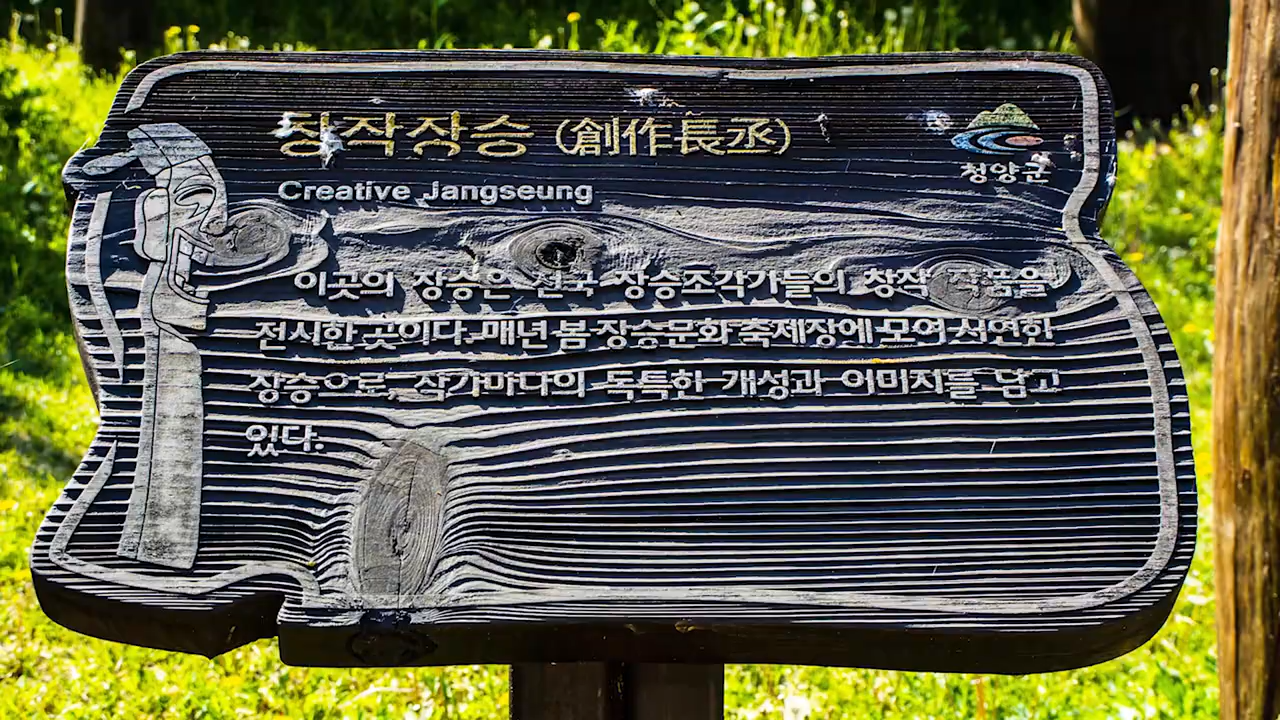 창작장승 (創作長丞)
청양군
Creative Jangseung
이곳의 장승은 전국 장승조각가들의 창작 작품을
전시한 곳이다. 매년 봄 장승문화축제장에 모여 시연한
장승으로, 작가마다의 독특한 개성과 이미지를 담고
있다.